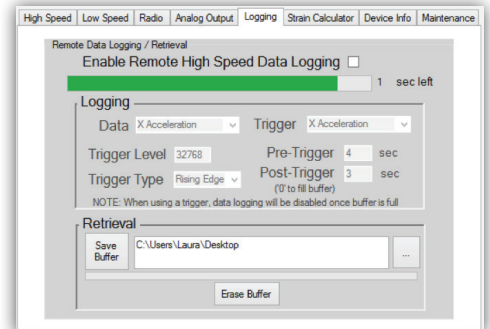 High Speed Low Speed Radio Analog Output Logging Strain Calculator Device Info Maintenance
Remote Data Logging / Retrieval
Enable Remote High Speed Data Logging
1 sec left
Logging
Data X Acceleration Trigger X Acceleration
Trigger Level 32768 Pre-Trigger 4 sec
Trigger Type Rising Edge Post-Trigger 3 sec
('0' to fill buffer)
NOTE: When using a trigger, data logging will be disabled once buffer is full
Retrieval
Save Buffer C:\Users\Laura\Desktop ...
Erase Buffer